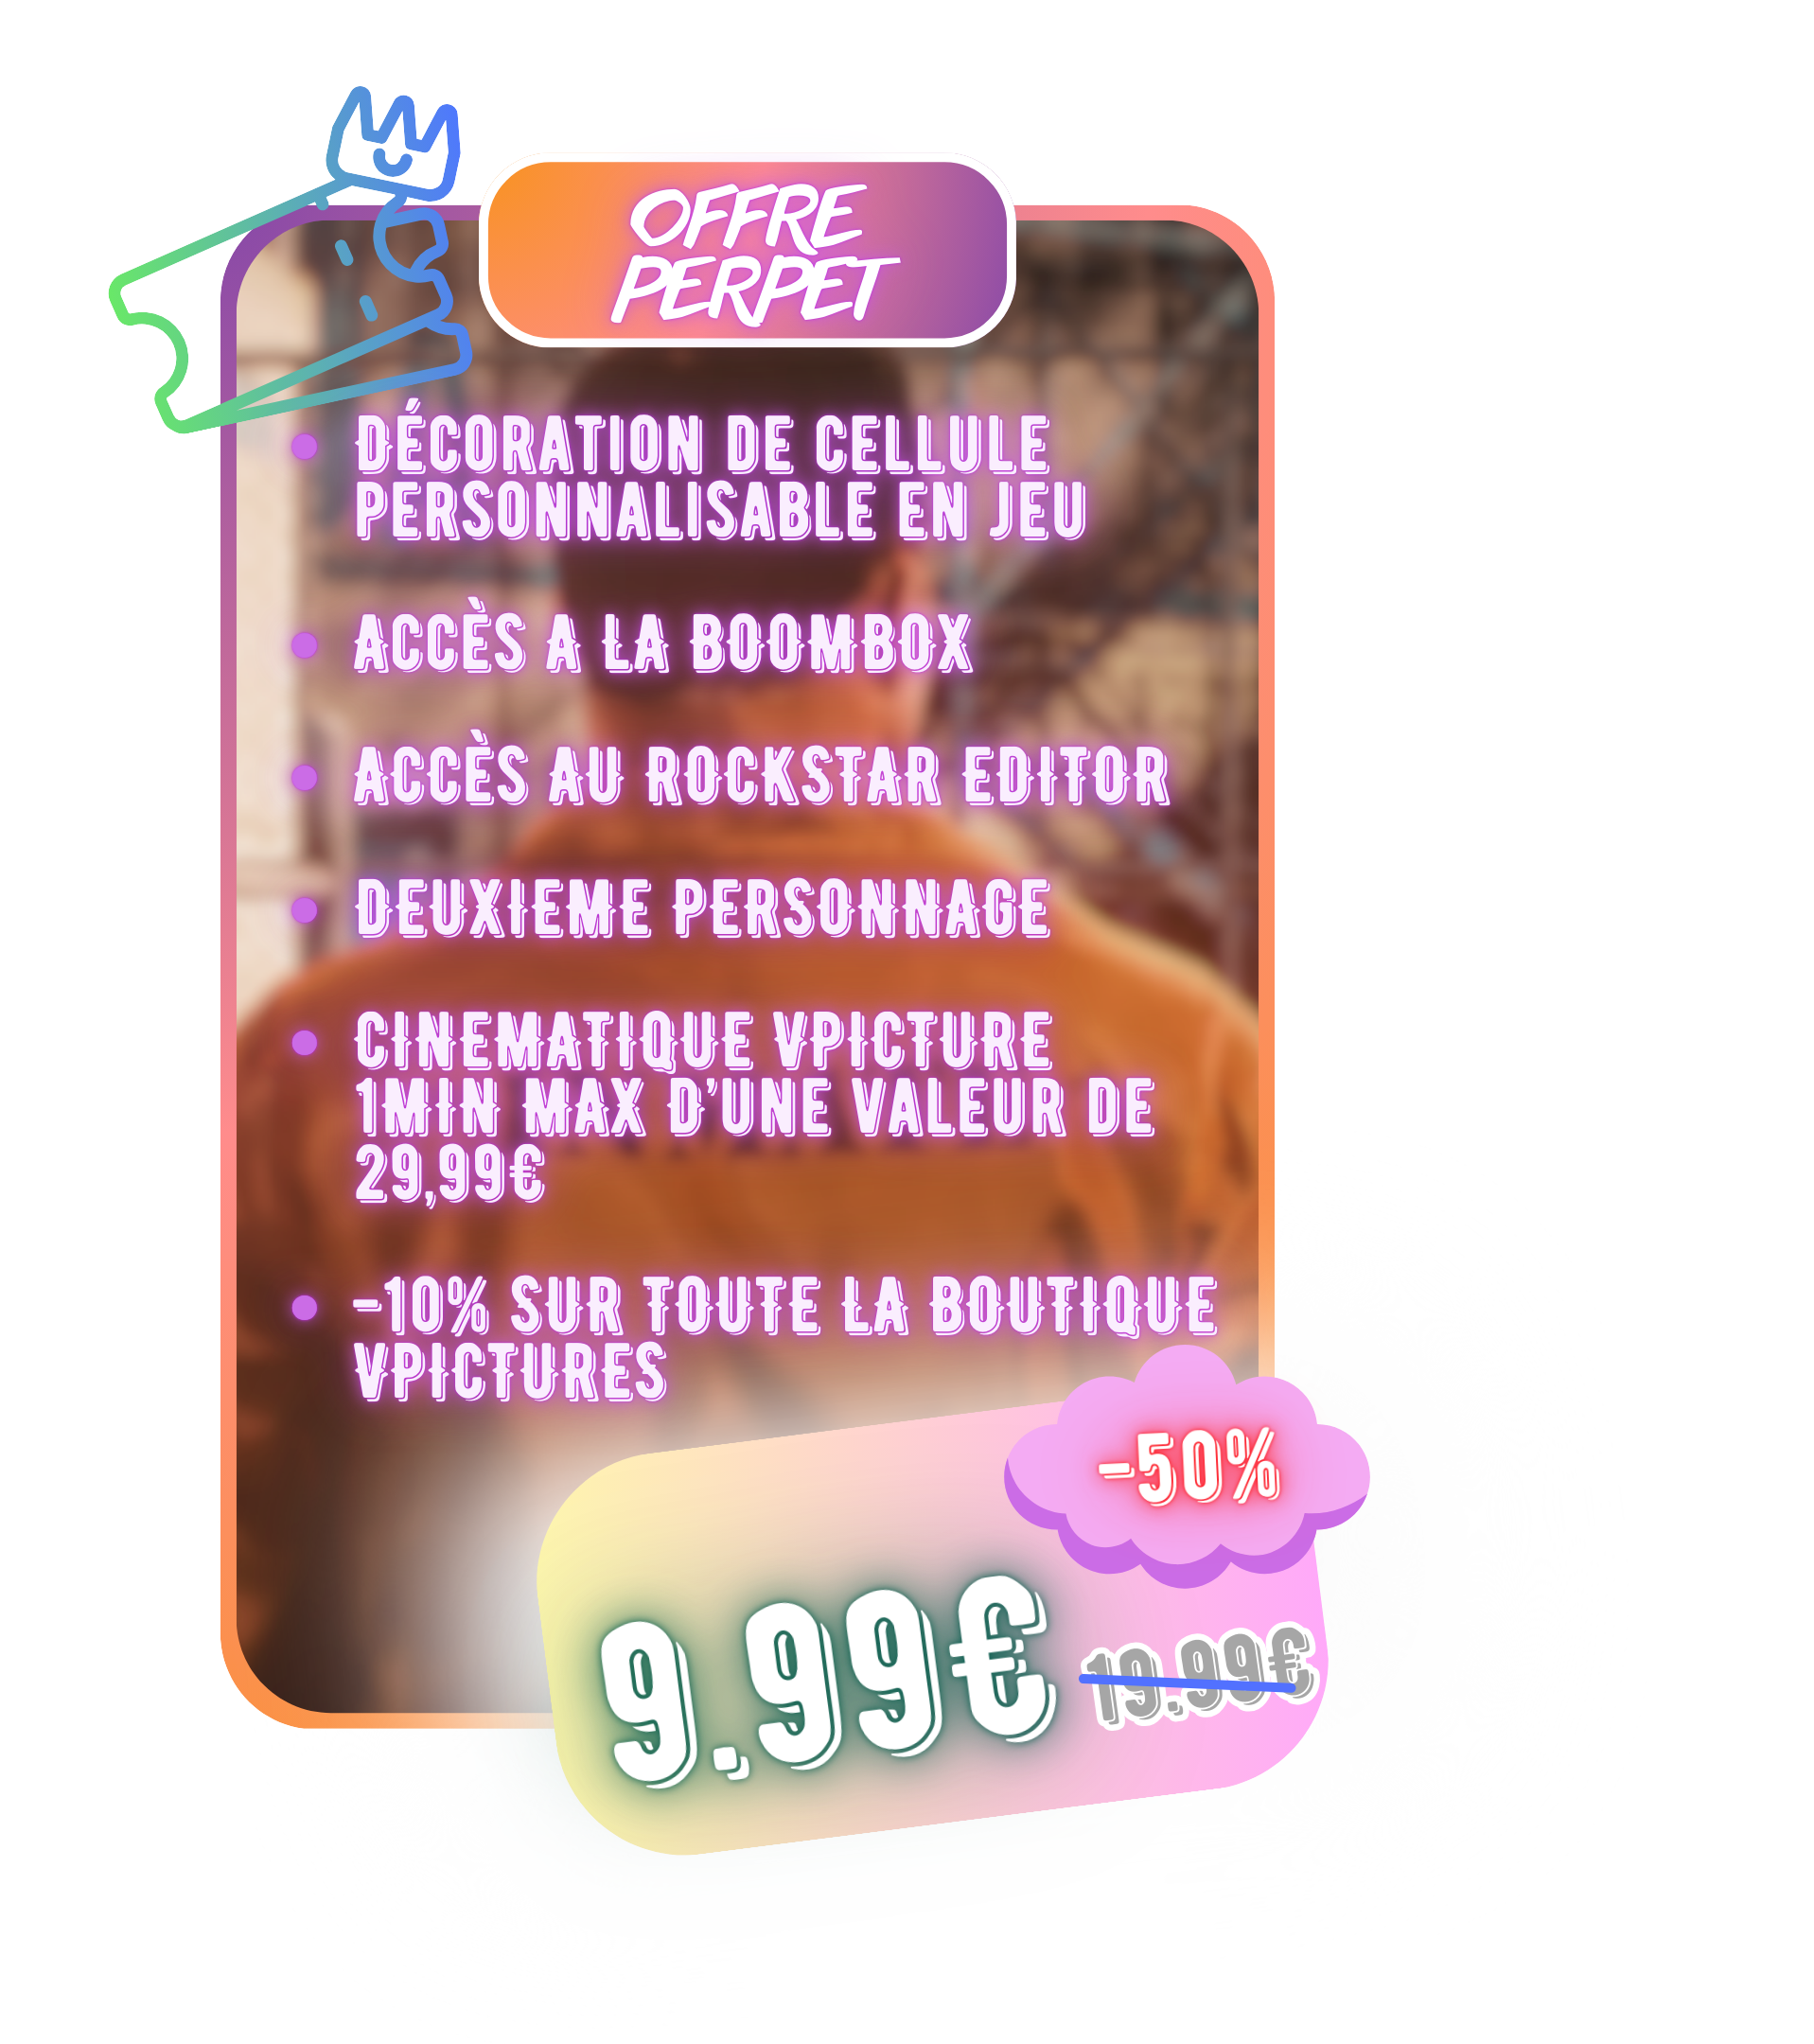 OFFRE
PERPET
DÉCORATION DE CELLULE
PERSONNALISABLE EN JEU
ACCÈS A LA BOOMBOX
ACCÈS AU ROCKSTAR EDITOR
DEUXIEME PERSONNAGE
CINEMATIQUE VPICTURE
1MIN MAX D'UNE VALEUR DE
29,99€
-10% SUR TOUTE LA BOUTIQUE
VPICTURES
-50%
9.99€ 19.99€